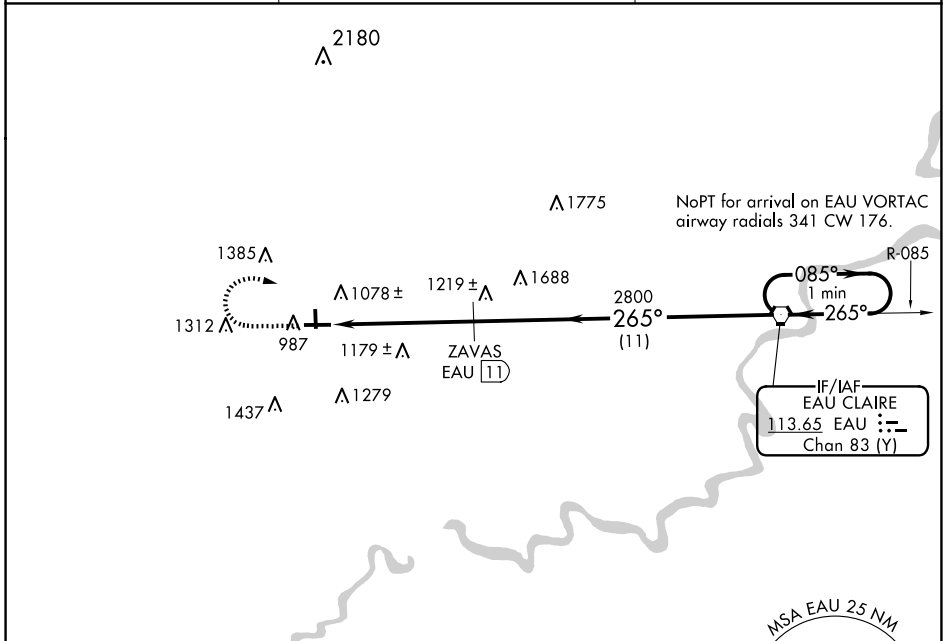 2180
1775
NoPT for arrival on EAU VORTAC
airway radials 341 CW 176.
R-085
1385
085°
1 min
265°
1078 ±
1219 ±
1688
2800
265°
(11)
1312
987
1179 ±
ZAVAS
EAU 11
1437
1279
IF/IAF
EAU CLAIRE
113.65 EAU
Chan 83 (Y)
MSA EAU 25 NM